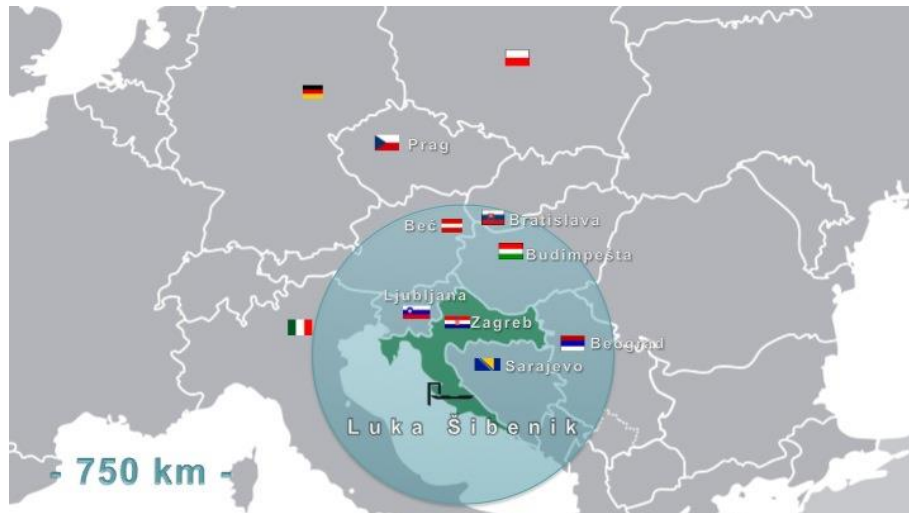 Prag
Beč
Bratislava
Budimpešta
Ljubljana
Zagreb
Beograd
Sarajevo
Luka Šibenik
- 750 km -